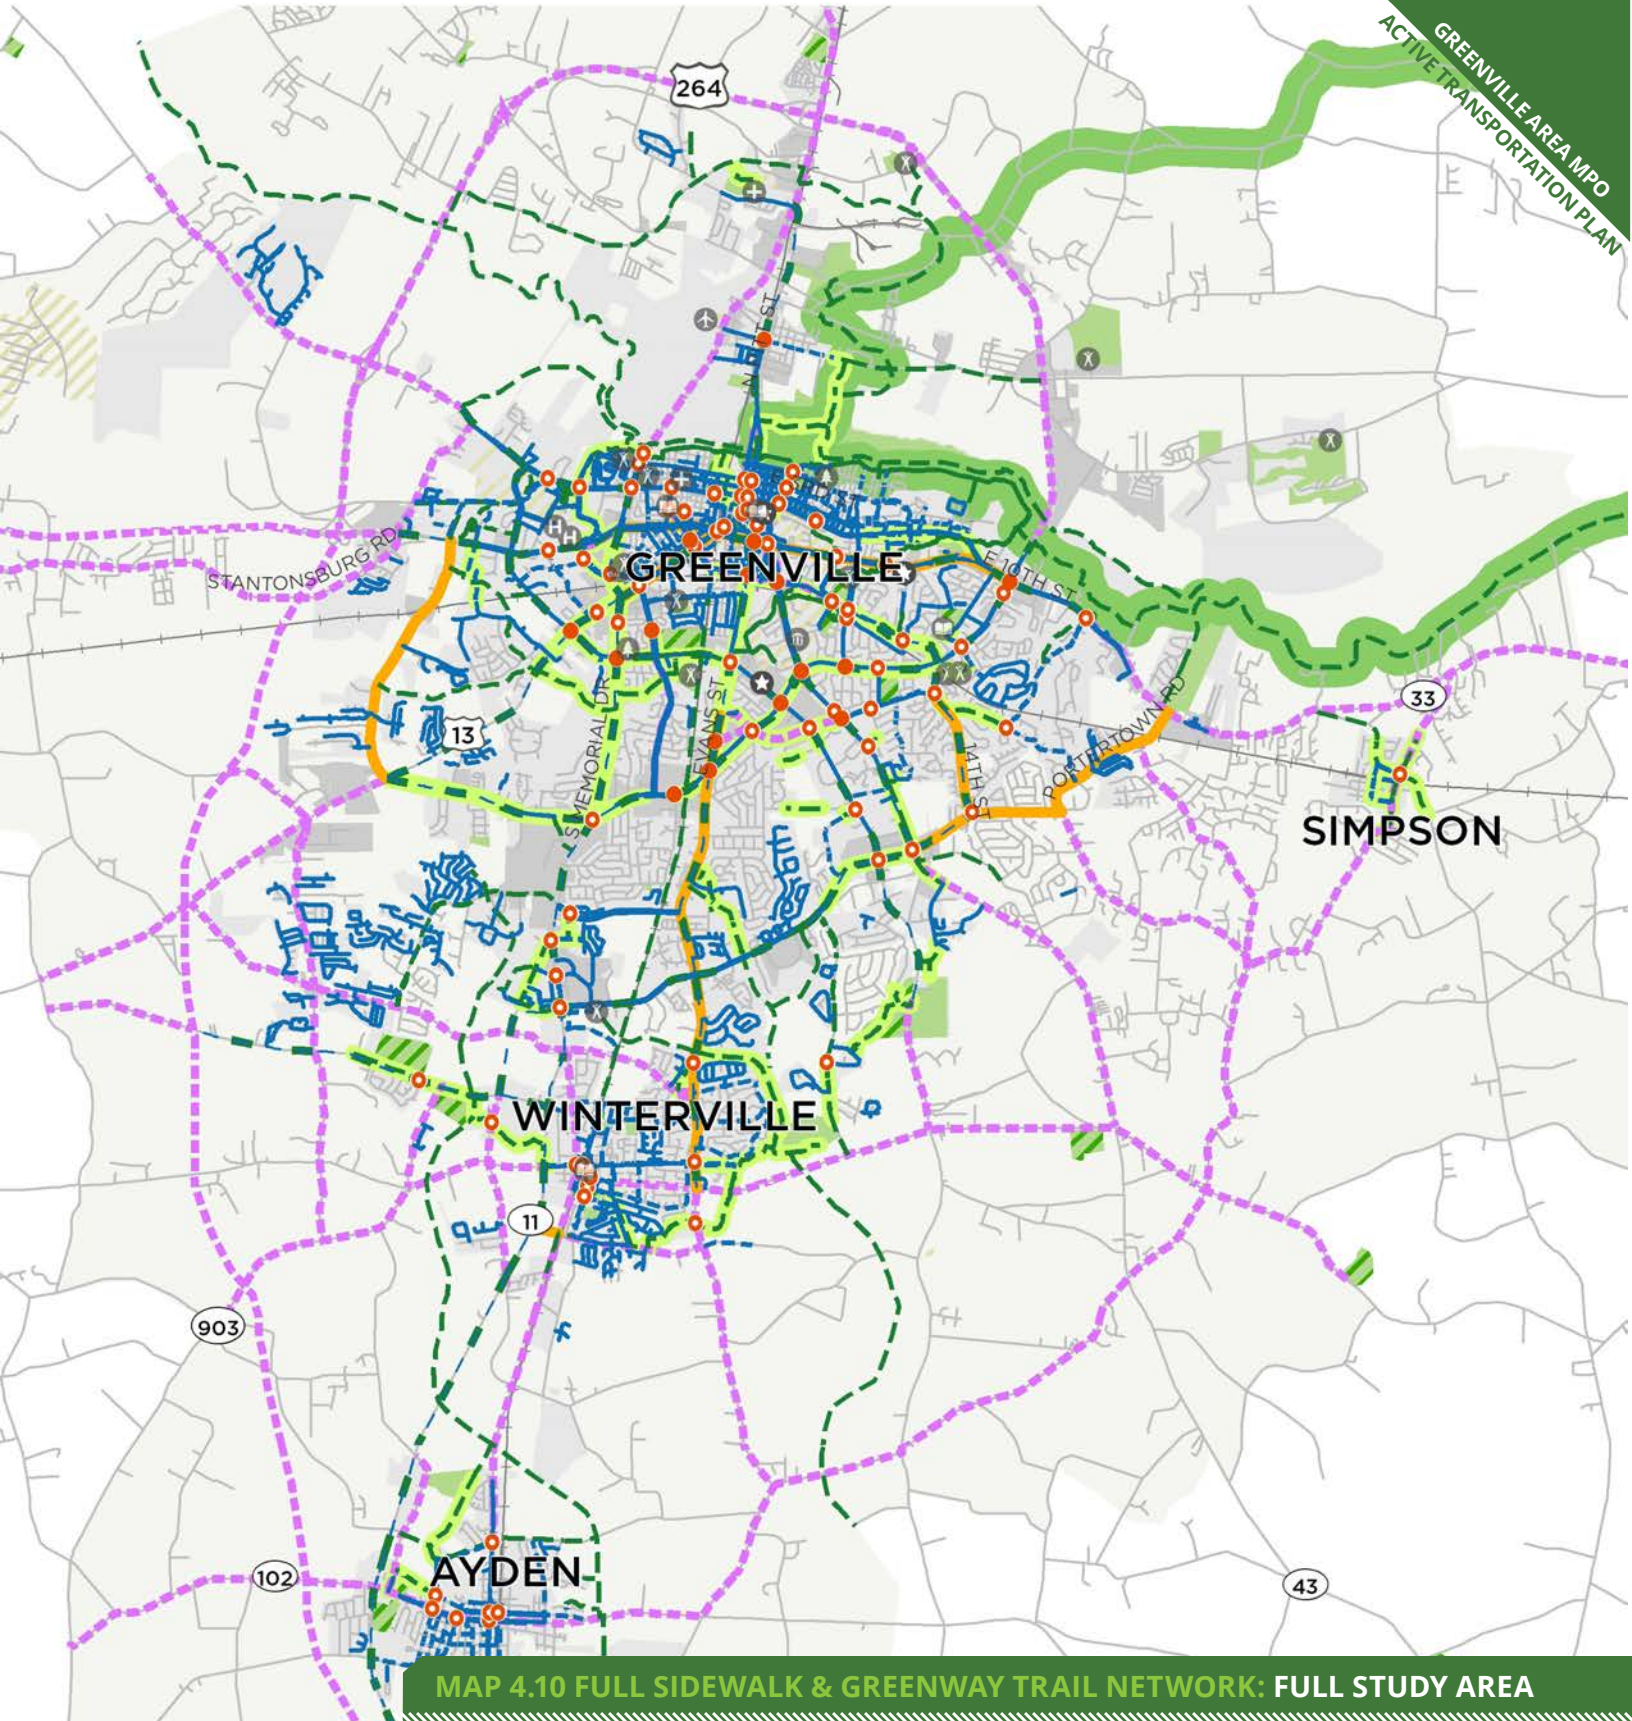 GREENVILLE AREA MPO
ACTIVE TRANSPORTATION PLAN
264
N
ST
STANTONSBURG RD
GREENVILLE
E 10TH ST
33
13
S MEMORIAL DR
EVANS ST
14TH ST
PORTERTOWN RD
SIMPSON
WINTERVILLE
11
903
AYDEN
102
43
MAP 4.10 FULL SIDEWALK & GREENWAY TRAIL NETWORK: FULL STUDY AREA